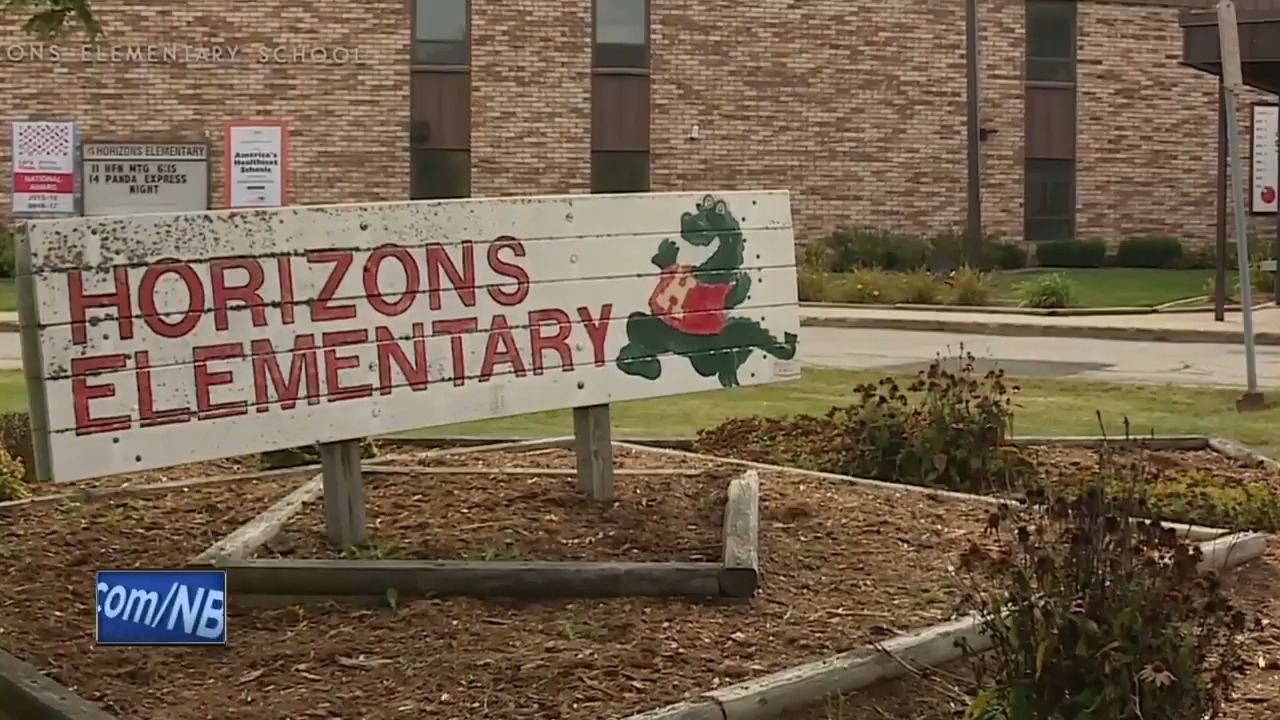 ZONS ELEMENTARY SCHOOL
NATIONAL
AWARD
HORIZONS ELEMENTARY
11 HFN MTG 6:15
14 PANDA EXPRESS
NIGHT
America's
Healthiest
Schools
HORIZONS
ELEMENTARY
H
.com/NB